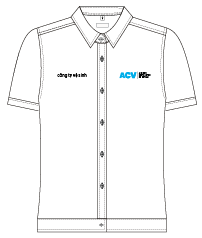 công ty vệ sinh
ACV